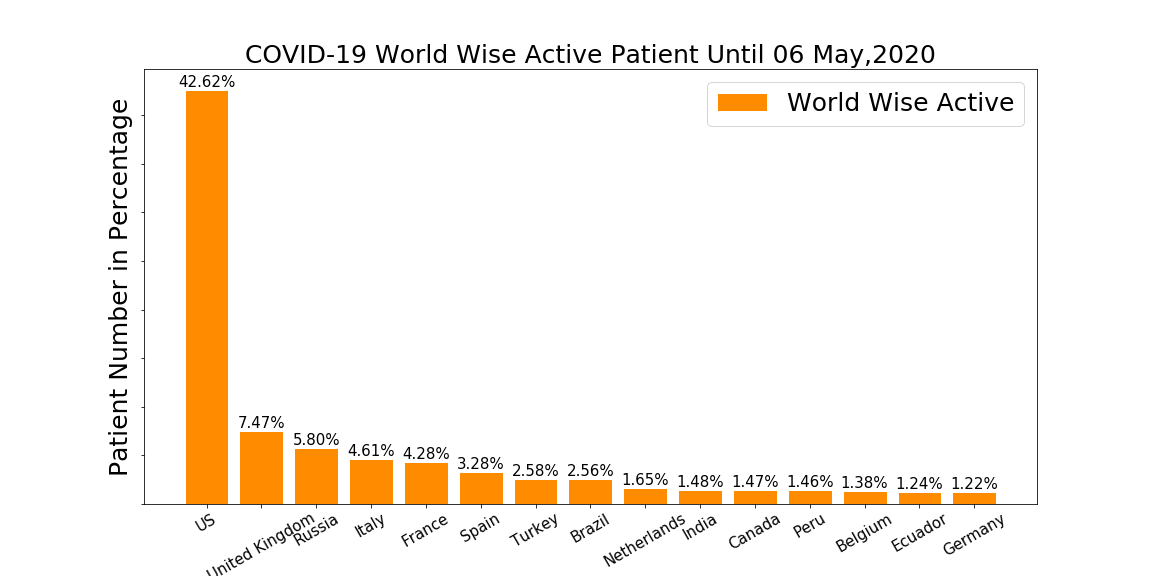 COVID-19 World Wise Active Patient Until 06 May,2020
World Wise Active
Patient Number in Percentage
42.62%
7.47%
5.80%
4.61%
4.28%
3.28%
2.58%
2.56%
1.65%
1.48%
1.47%
1.46%
1.38%
1.24%
1.22%
US
United Kingdom
Russia
Italy
France
Spain
Turkey
Brazil
Netherlands
India
Canada
Peru
Belgium
Ecuador
Germany